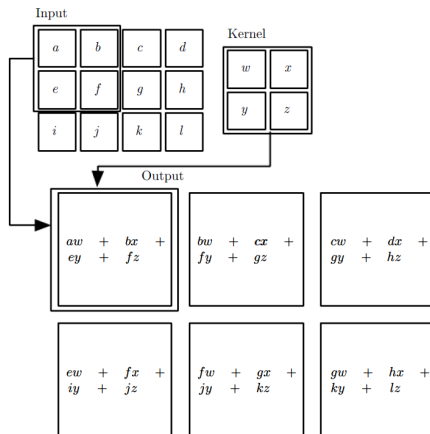 Input
Kernel
a b c d
w x
e f g h
y z
i j k l
Output
aw + bx +
ey + fz
bw + cx +
fy + gz
cw + dx +
gy + hz
ew + fx +
iy + jz
fw + gx +
jy + kz
gw + hx +
ky + lz